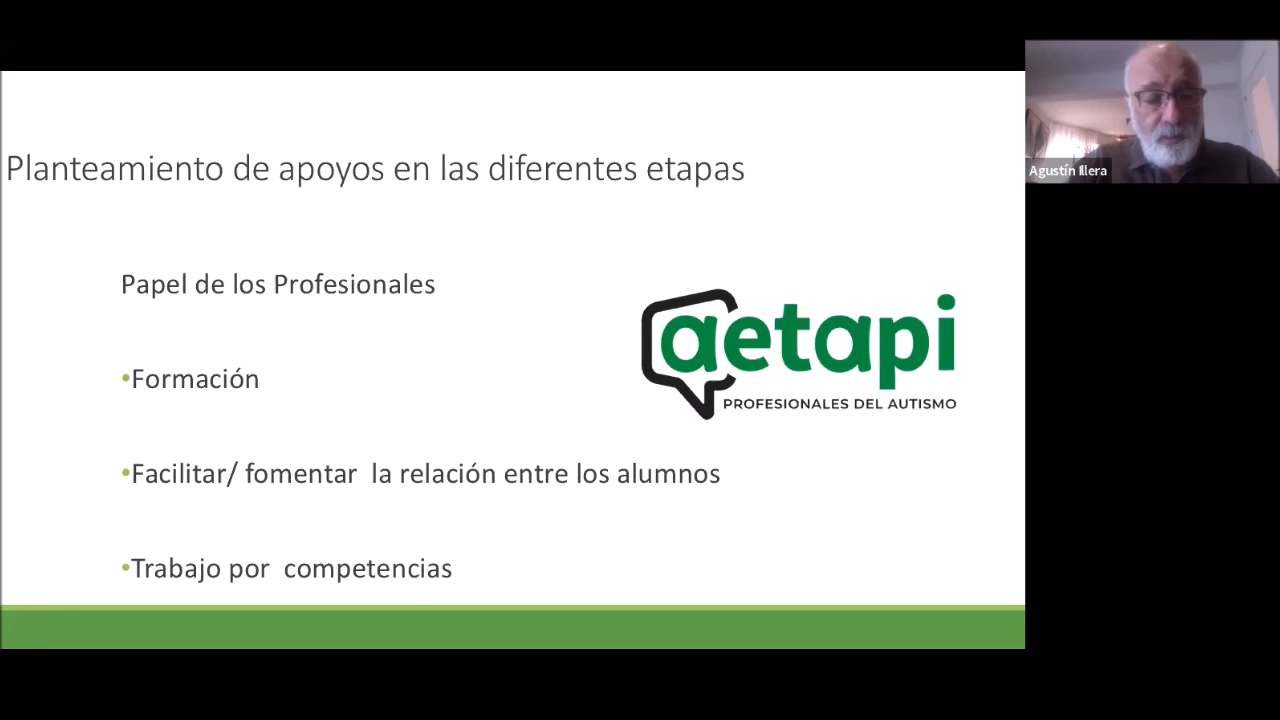 Planteamiento de apoyos en las diferentes etapas
Papel de los Profesionales
•Formación
•Facilitar/ fomentar la relación entre los alumnos
•Trabajo por competencias
aetapi
PROFESIONALES DEL AUTISMO
Agustín Illera